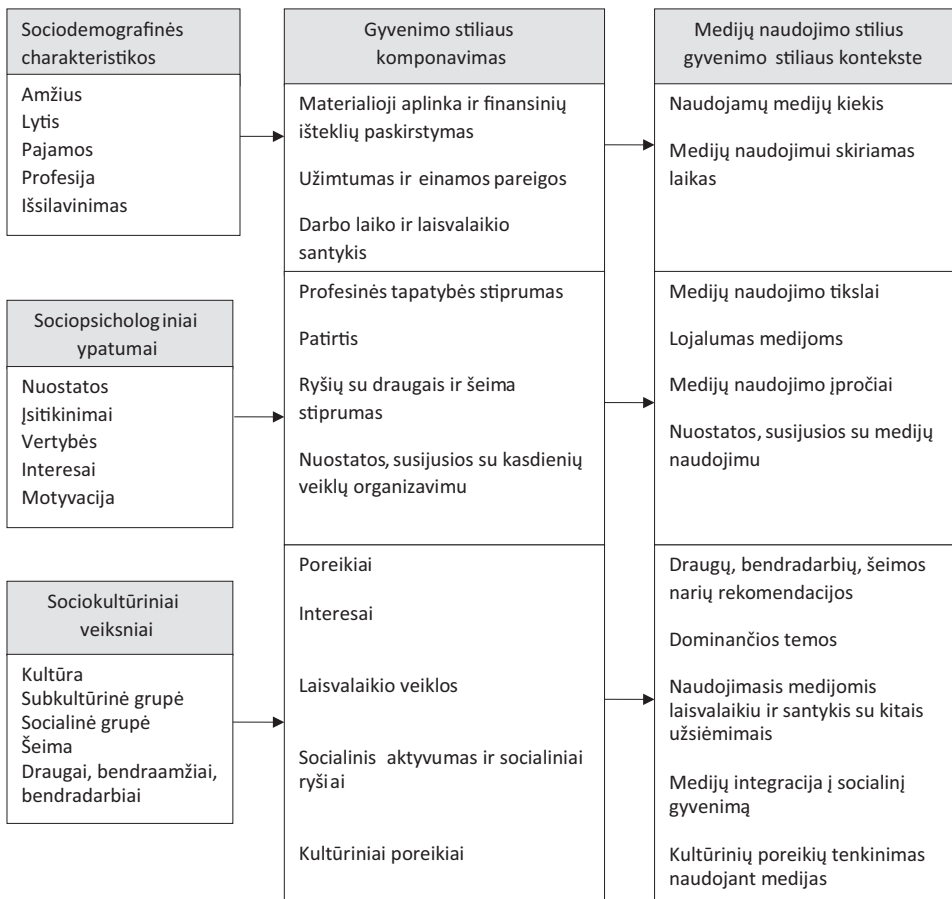 Sociodemografinės
charakteristikos
Amžius
Lytis
Pajamos
Profesija
Išsilavinimas
Sociopsichologiniai
ypatumai
Nuostatos
Įsitikinimai
Vertybės
Interesai
Motyvacija
Sociokultūriniai
veiksniai
Kultūra
Subkultūrinė grupė
Socialinė grupė
Šeima
Draugai, bendraamžiai,
bendradarbiai
Gyvenimo stiliaus
komponavimas
Materialioji aplinka ir finansinių
išteklių paskirstymas
Užimtumas ir einamos pareigos
Darbo laiko ir laisvalaikio
santykis
Profesinės tapatybės stiprumas
Patirtis
Ryšių su draugais ir šeima
stiprumas
Nuostatos, susijusios su kasdienių
veiklų organizavimu
Poreikiai
Interesai
Laisvalaikio veiklos
Socialinis aktyvumas ir socialiniai
ryšiai
Kultūriniai poreikiai
Medijų naudojimo stilius
gyvenimo stiliaus kontekste
Naudojamų medijų kiekis
Medijų naudojimui skiriamas
laikas
Medijų naudojimo tikslai
Lojalumas medijoms
Medijų naudojimo įpročiai
Nuostatos, susijusios su medijų
naudojimu
Draugų, bendradarbių, šeimos
narių rekomendacijos
Dominančios temos
Naudojimasis medijomis
laisvalaikiu ir santykis su kitais
užsiėmimais
Medijų integracija į socialinį
gyvenimą
Kultūrinių poreikių tenkinimas
naudojant medijas